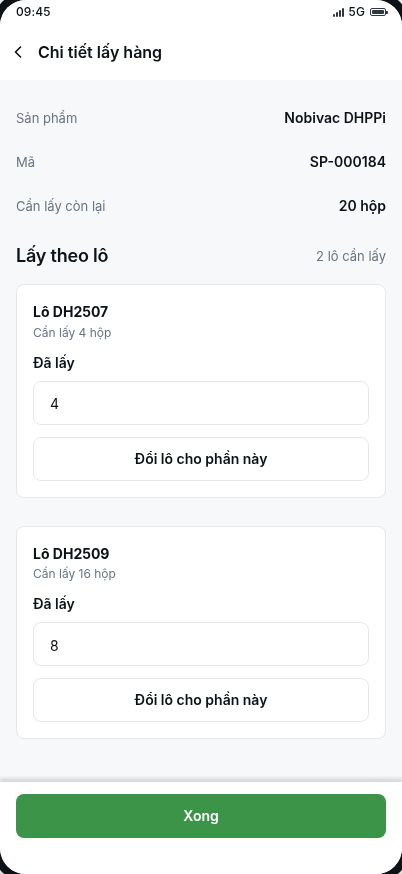 09:45
5G
Chi tiết lấy hàng
Sản phẩm
Nobivac DHPPi
Mã
SP-000184
Cần lấy còn lại
20 hộp
Lấy theo lô
2 lô cần lấy
Lô DH2507
Cần lấy 4 hộp
Đã lấy
4
Đổi lô cho phần này
Lô DH2509
Cần lấy 16 hộp
Đã lấy
8
Đổi lô cho phần này
Xong